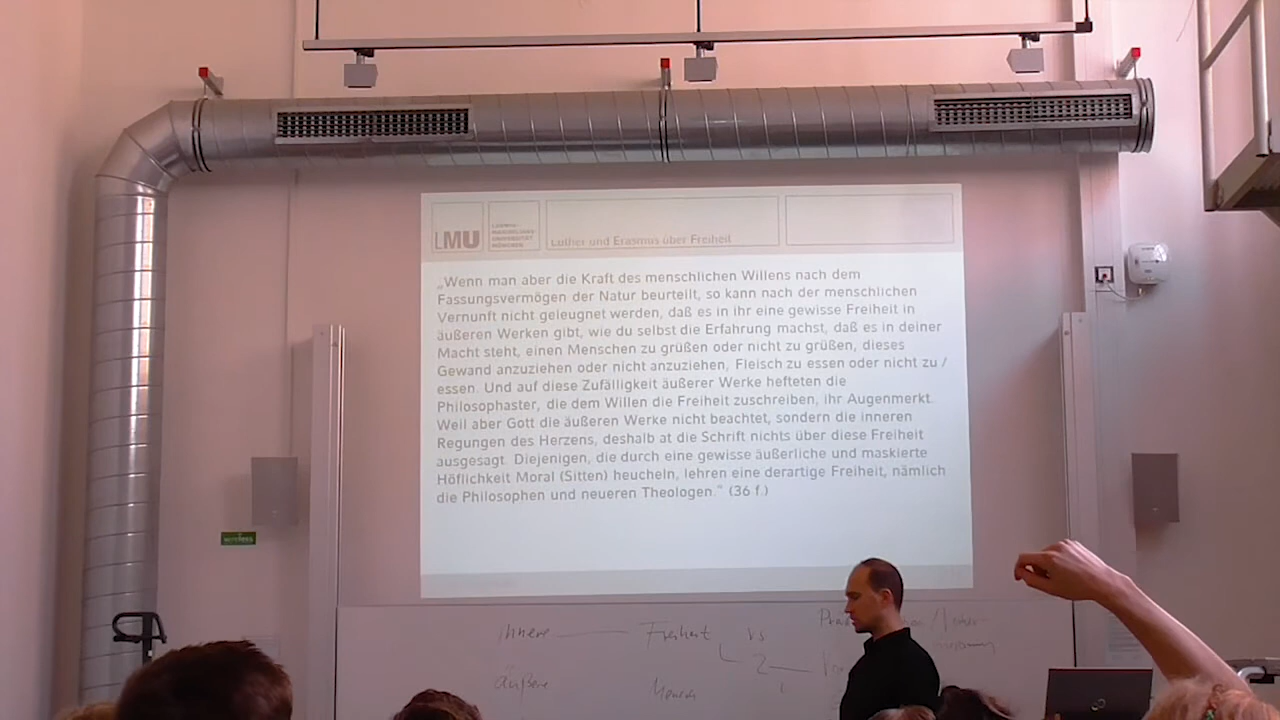 LMU
LUDWIG-
MAXIMILIANS-
UNIVERSITÄT
MÜNCHEN
Luther und Erasmus über Freiheit
„Wenn man aber die Kraft des menschlichen Willens nach dem
Fassungsvermögen der Natur beurteilt, so kann nach der menschlichen
Vernunft nicht geleugnet werden, daß es in ihr eine gewisse Freiheit in
äußeren Werken gibt, wie du selbst die Erfahrung machst, daß es in deiner
Macht steht, einen Menschen zu grüßen oder nicht zu grüßen, dieses
Gewand anzuziehen oder nicht anzuziehen, Fleisch zu essen oder nicht zu /
essen. Und auf diese Zufälligkeit äußerer Werke hefteten die
Philosophaster, die dem Willen die Freiheit zuschreiben, ihr Augenmerkt.
Weil aber Gott die äußeren Werke nicht beachtet, sondern die inneren
Regungen des Herzens, deshalb at die Schrift nichts über diese Freiheit
ausgesagt. Diejenigen, die durch eine gewisse äußerliche und maskierte
Höflichkeit Moral (Sitten) heucheln, lehren eine derartige Freiheit, nämlich
die Philosophen und neueren Theologen.“ (36 f.)
innere Freiheit vs
äußere